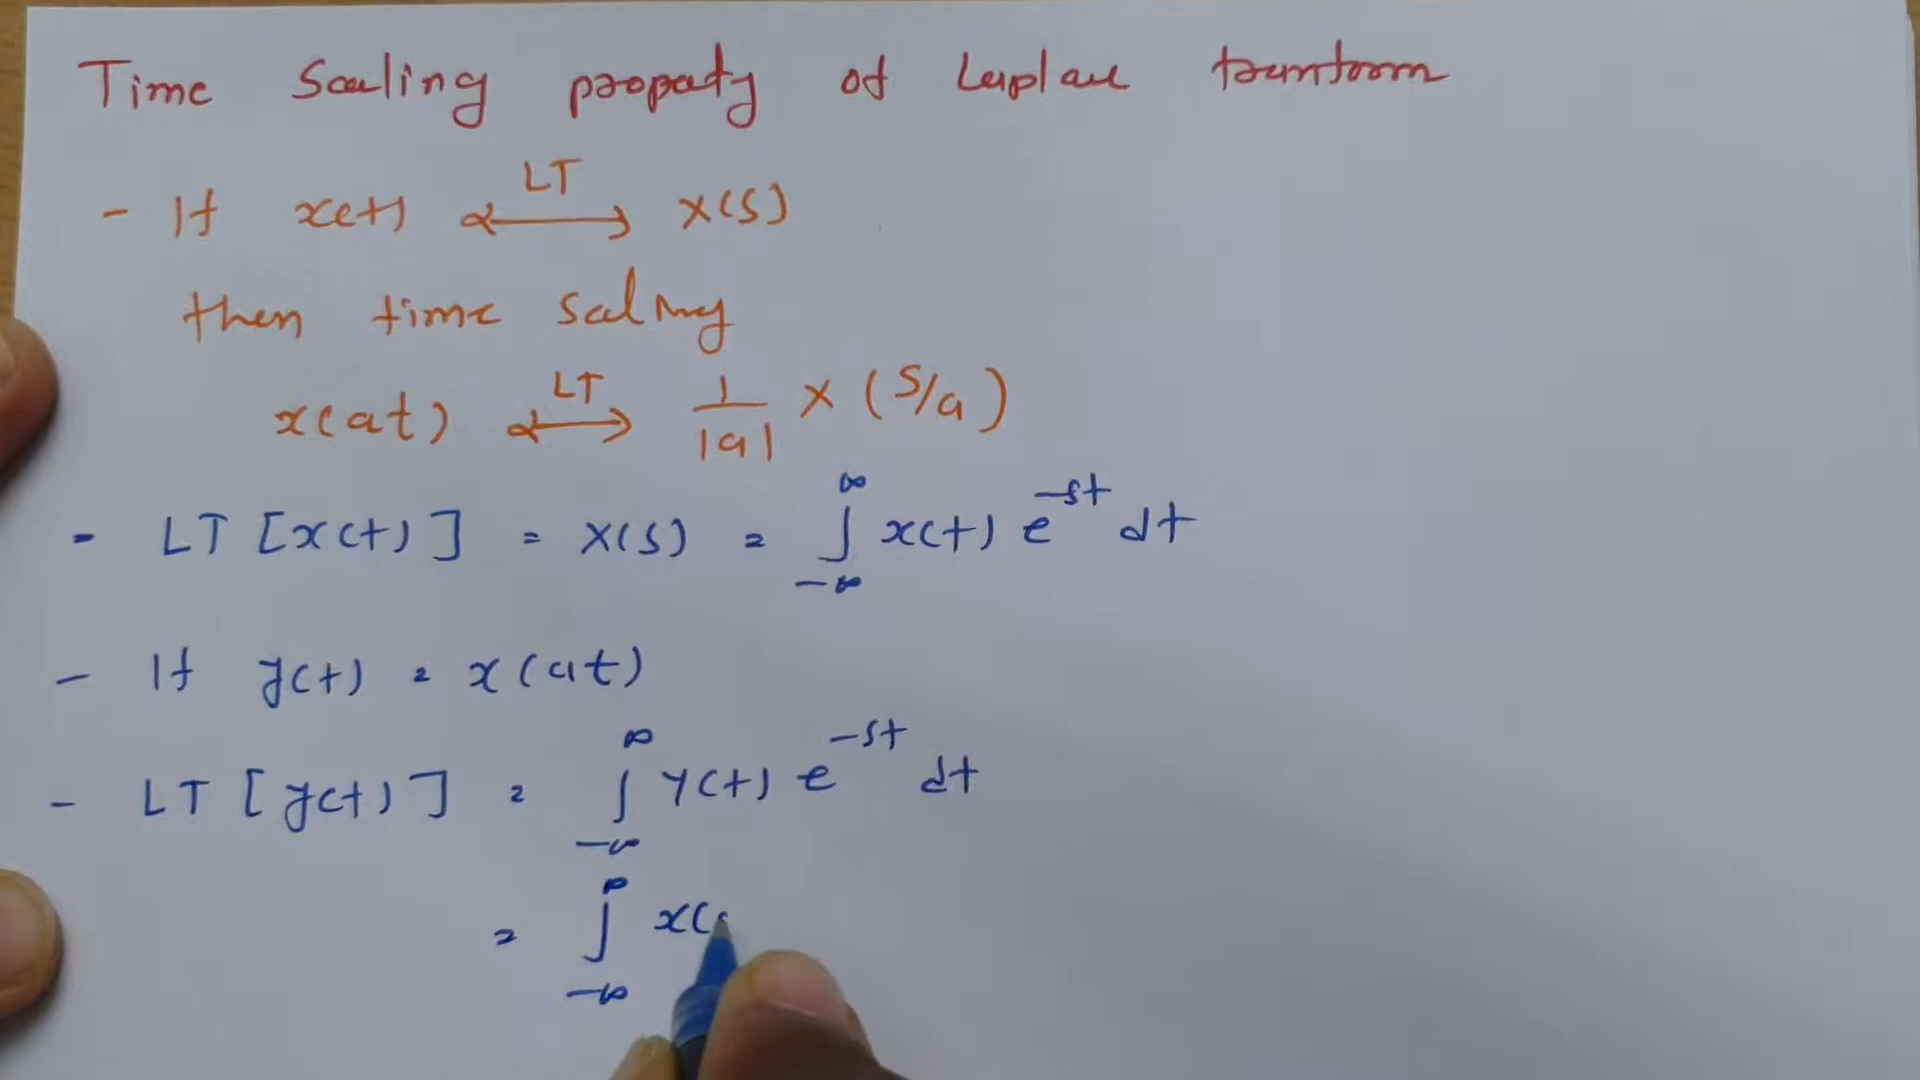 Time Scaling property of Laplace transform
- If x(t) <—LT—> X(s)
then time scaling
x(at) <—LT—> 1/|a| X (s/a)
- LT [x(t)] = X(s) = ∫_{-∞}^{∞} x(t) e^{-st} dt
- If y(t) = x(at)
- LT [y(t)] = ∫_{-∞}^{∞} y(t) e^{-st} dt
= ∫_{-∞}^{∞} x(